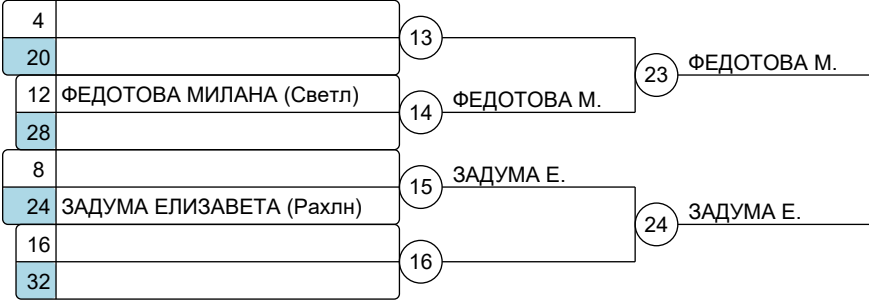 4
13
20
23 ФЕДОТОВА М.
12 ФЕДОТОВА МИЛАНА (Светл)
14 ФЕДОТОВА М.
28
8
15 ЗАДУМА Е.
24 ЗАДУМА ЕЛИЗАВЕТА (Рахлн)
24 ЗАДУМА Е.
16
16
32